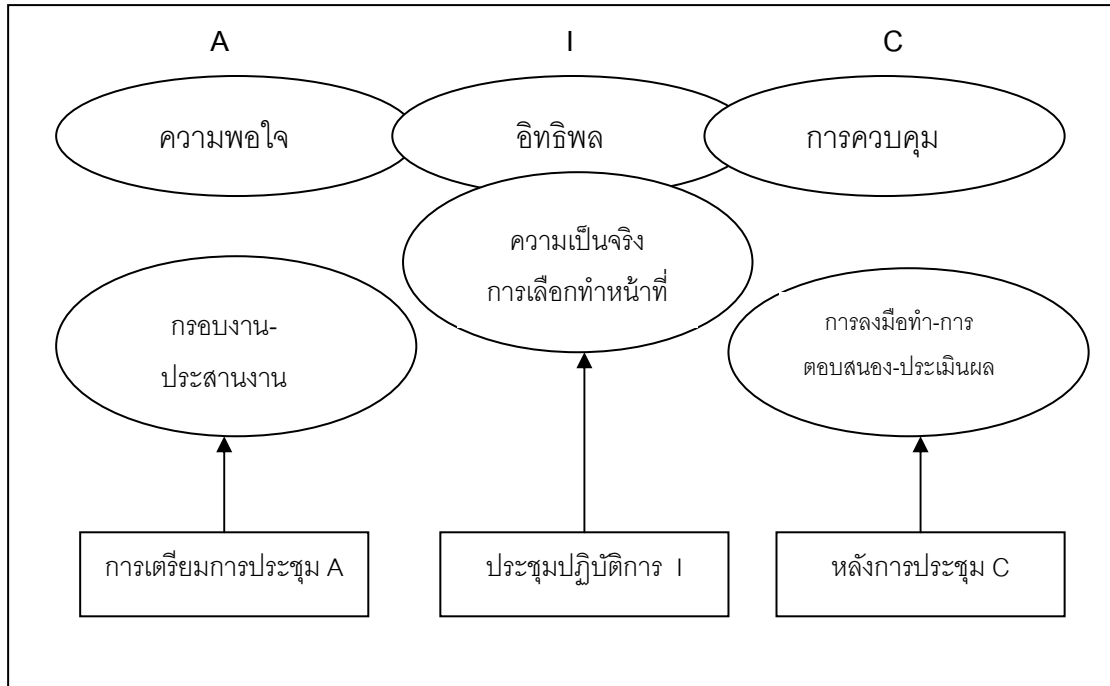 A I C
ความพอใจ อิทธิพล การควบคุม
ความเป็นจริง
การเลือกทำหน้าที่
กรอบงาน-
ประสานงาน
การลงมือทำ-การ
ตอบสนอง-ประเมินผล
การเตรียมการประชุม A ประชุมปฏิบัติการ I หลังการประชุม C